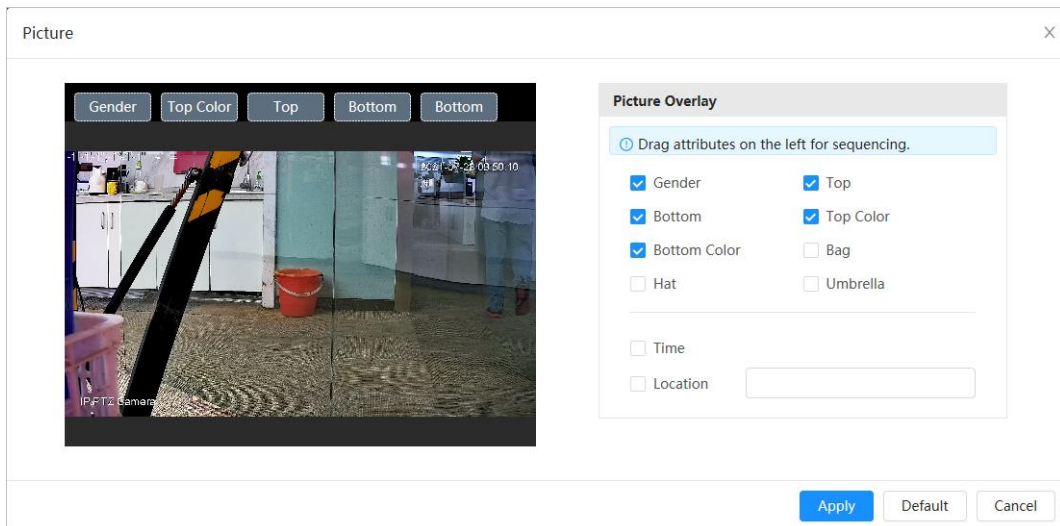 Picture
X
Gender Top Color Top Bottom Bottom
IP PTZ Camera
Picture Overlay
Drag attributes on the left for sequencing.
Gender Top
Bottom Top Color
Bottom Color Bag
Hat Umbrella
Time
Location
Apply Default Cancel